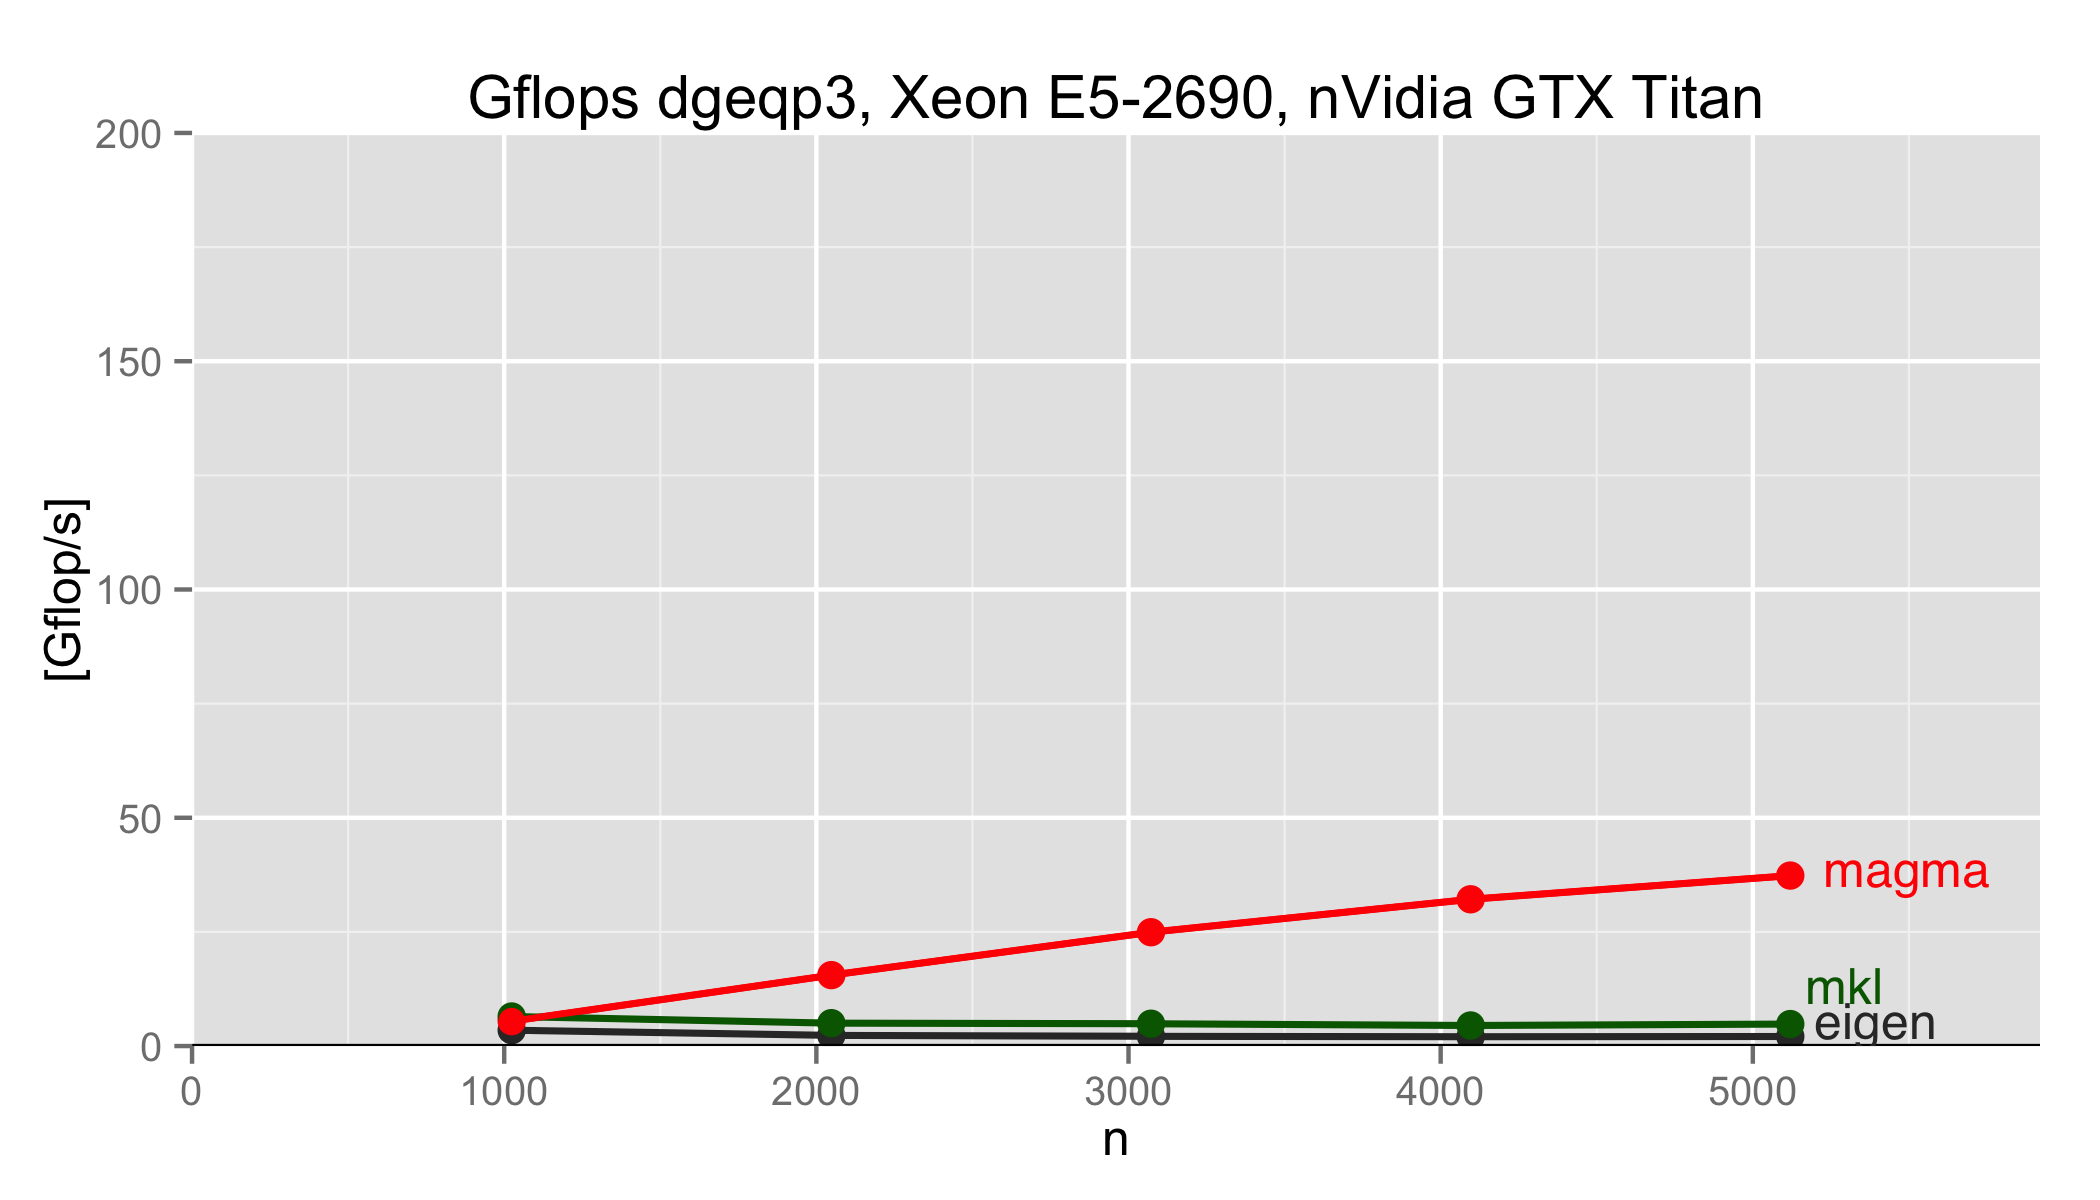 Gflops dgeqp3, Xeon E5-2690, nVidia GTX Titan
200
150
100
50
0
[Gflop/s]
magma
mkl
eigen
0 1000 2000 3000 4000 5000
n